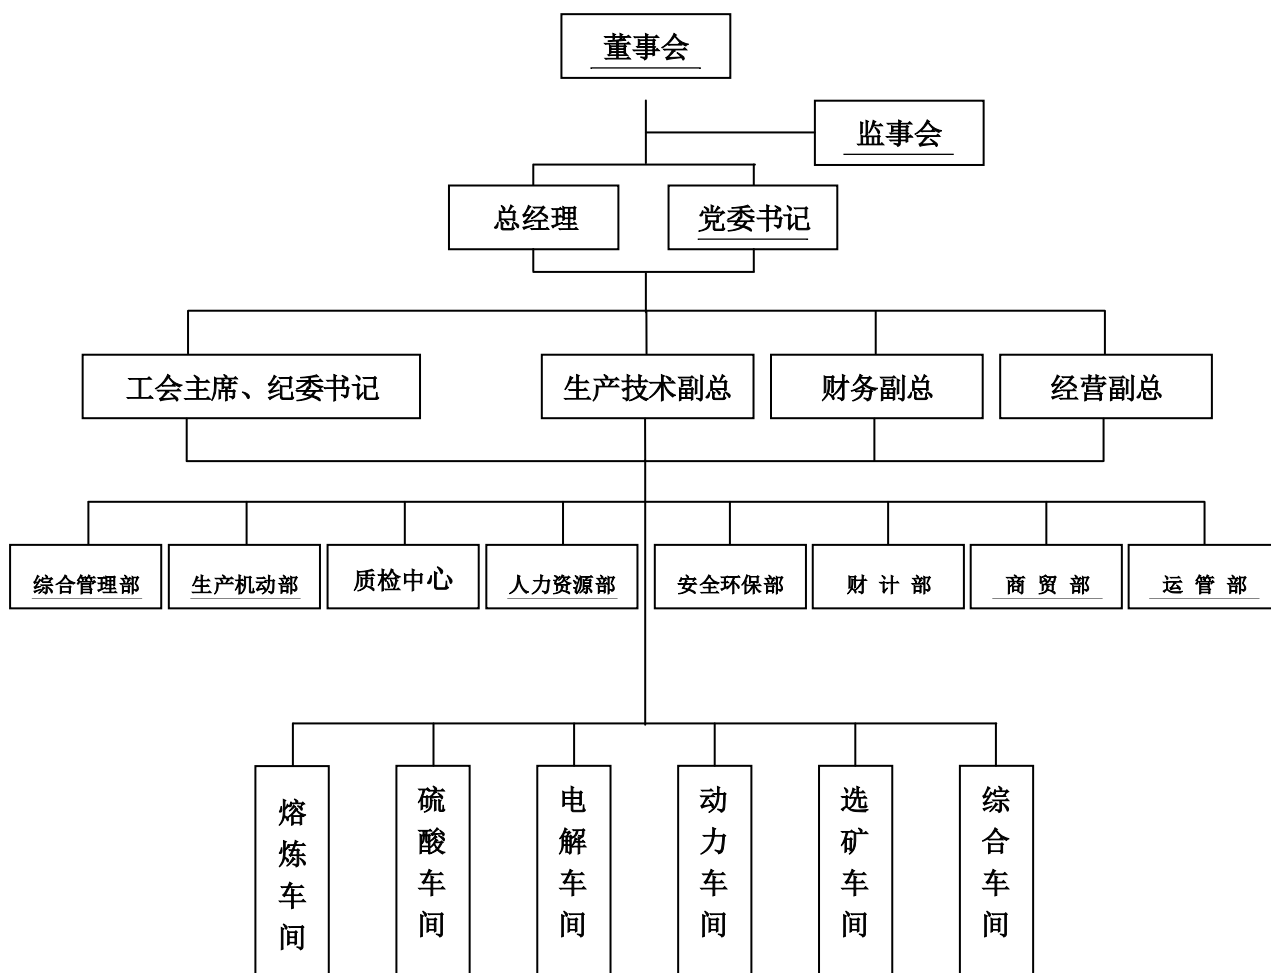 董事会
监事会
总经理
党委书记
工会主席、纪委书记
生产技术副总
财务副总
经营副总
综合管理部
生产机动部
质检中心
人力资源部
安全环保部
财 计 部
商 贸 部
运 管 部
熔炼车间
硫酸车间
电解车间
动力车间
选矿车间
综合车间